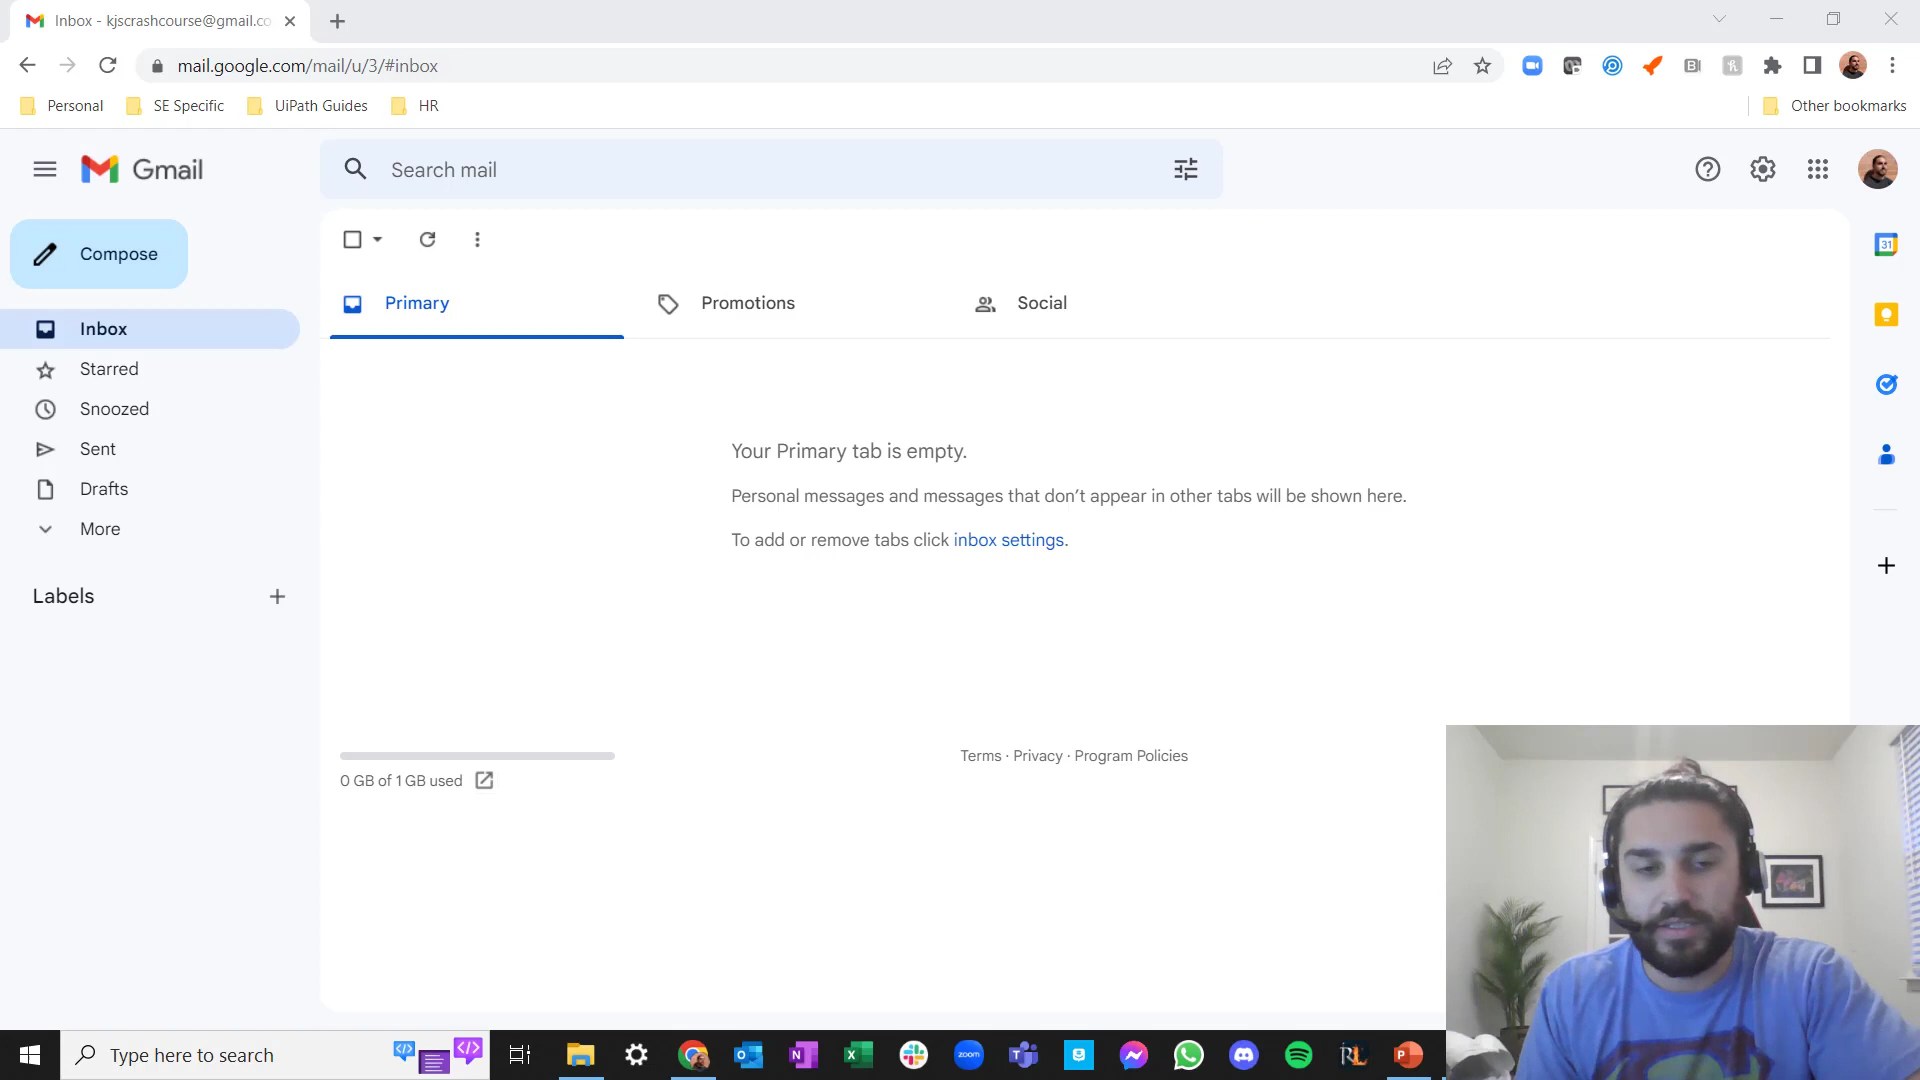 Inbox - kjscrashcourse@gmail.co
mail.google.com/mail/u/3/#inbox
Personal
SE Specific
UiPath Guides
HR
Other bookmarks
Gmail
Search mail
Compose
Primary
Promotions
Social
Inbox
Starred
Snoozed
Sent
Drafts
More
Labels
Your Primary tab is empty.
Personal messages and messages that don’t appear in other tabs will be shown here.
To add or remove tabs click inbox settings.
0 GB of 1 GB used
Terms · Privacy · Program Policies
31
Type here to search
zoom